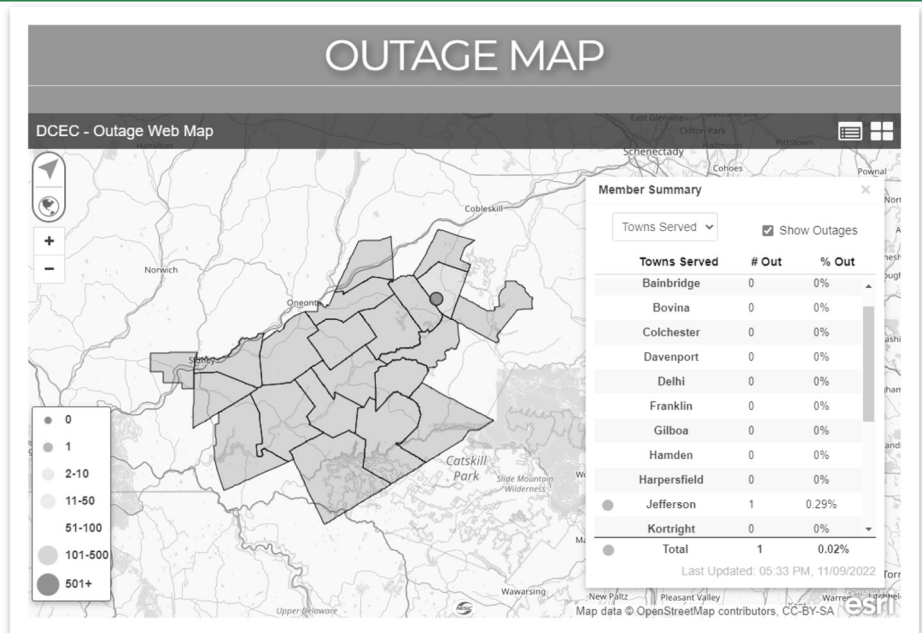 OUTAGE MAP
DCEC - Outage Web Map
East Glenville
Clifton Park
Halfmoon
Pittstown
Hamilton
Schenectady
Cohoes
Pownal
Cobleskill
Norwich
Oneonta
Sidney
Catskill
Park
Slide Mountain
Wilderness
Wawarsing
New Paltz
Pleasant Valley
Upper Delaware
+
−
0
1
2-10
11-50
51-100
101-500
501+
Member Summary
×
Towns Served
Show Outages
Towns Served # Out % Out
Bainbridge 0 0%
Bovina 0 0%
Colchester 0 0%
Davenport 0 0%
Delhi 0 0%
Franklin 0 0%
Gilboa 0 0%
Hamden 0 0%
Harpersfield 0 0%
Jefferson 1 0.29%
Kortright 0 0%
Total 1 0.02%
Last Updated: 05:33 PM, 11/09/2022
Map data © OpenStreetMap contributors, CC-BY-SA
esri